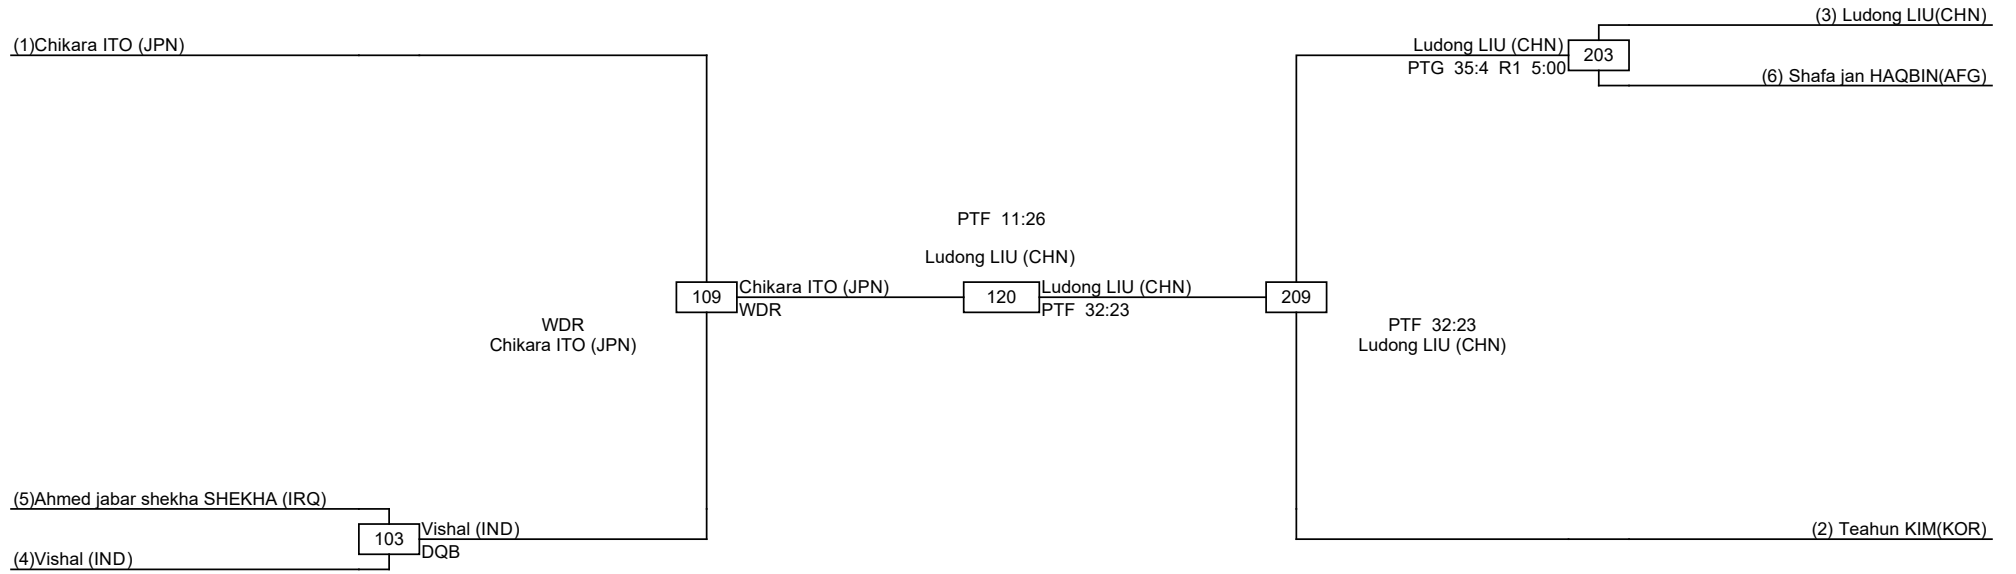 (3) Ludong LIU(CHN)
(1)Chikara ITO (JPN)
Ludong LIU (CHN)
203
PTG 35:4 R1 5:00
(6) Shafa jan HAQBIN(AFG)
PTF 11:26
Ludong LIU (CHN)
109
Chikara ITO (JPN)
WDR
120
Ludong LIU (CHN)
PTF 32:23
209
WDR
Chikara ITO (JPN)
PTF 32:23
Ludong LIU (CHN)
(5)Ahmed jabar shekha SHEKHA (IRQ)
103
Vishal (IND)
DQB
(4)Vishal (IND)
(2) Teahun KIM(KOR)